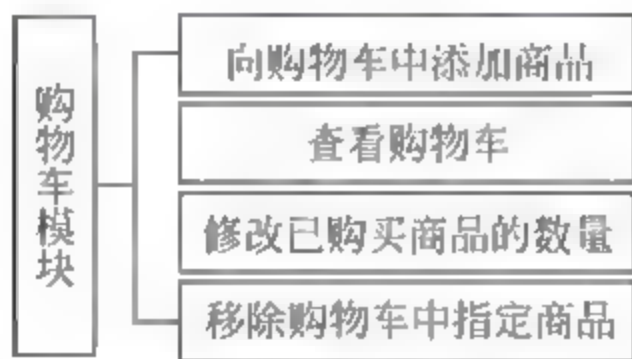 购物车模块
向购物车中添加商品
查看购物车
修改已购买商品的数量
移除购物车中指定商品